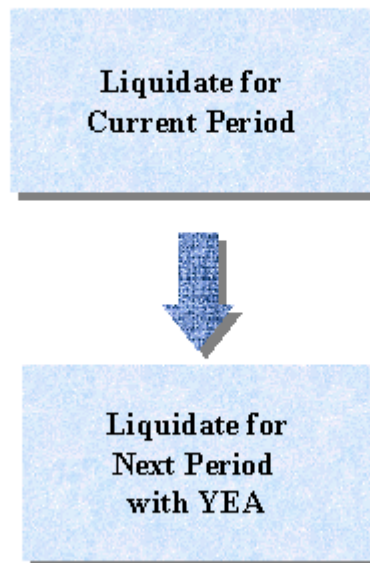 Liquidate for
Current Period
Liquidate for
Next Period
with YEA